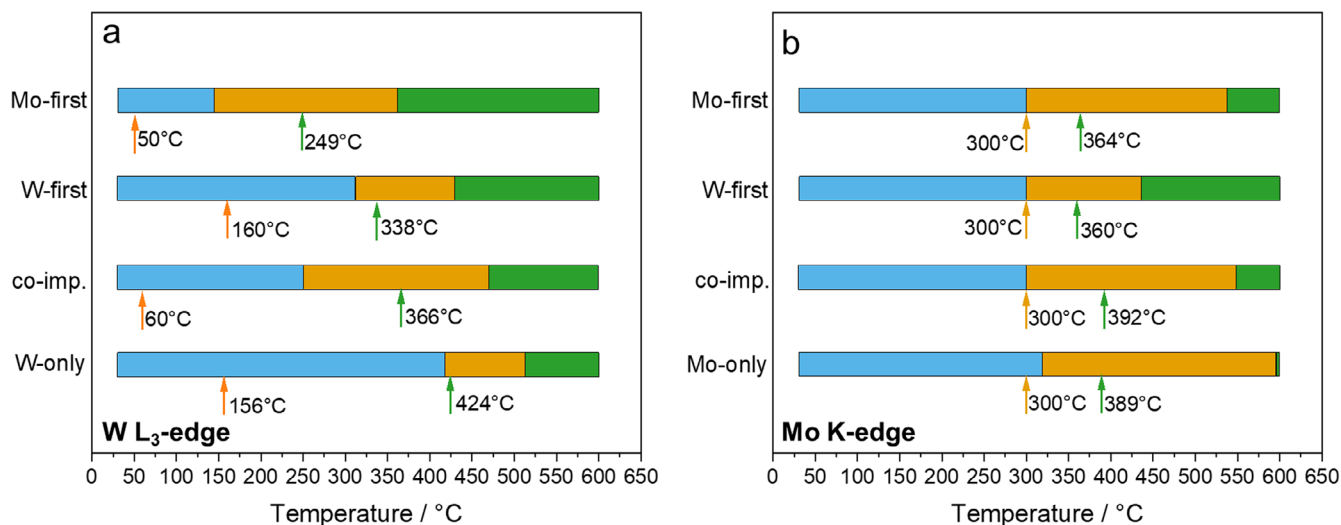 a
Mo-first
50°C
249°C
W-first
160°C
338°C
co-imp.
60°C
366°C
W-only
156°C
424°C
W L₃-edge
0 50 100 150 200 250 300 350 400 450 500 550 600 650
Temperature / °C
b
Mo-first
300°C
364°C
W-first
300°C
360°C
co-imp.
300°C
392°C
Mo-only
300°C
389°C
Mo K-edge
0 50 100 150 200 250 300 350 400 450 500 550 600 650
Temperature / °C